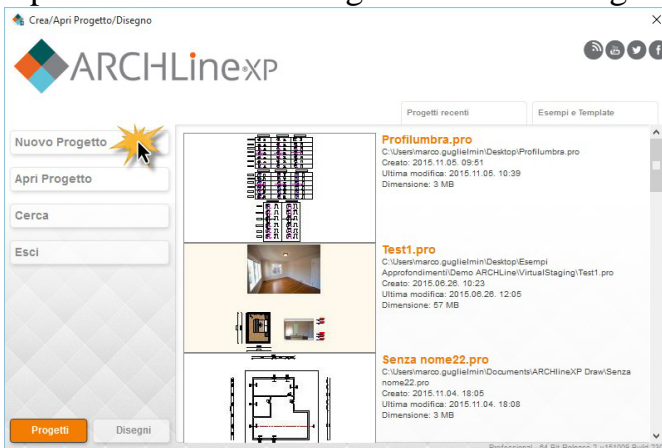 Crea/Apri Progetto/Disegno
ARCHLine.XP
Progetti recenti
Esempi e Template
Nuovo Progetto
Apri Progetto
Cerca
Esci
Profilumbra.pro
C:\Users\marco.guglielmin\Desktop\Profilumbra.pro
Creato: 2015.11.05. 09:51
Ultima modifica: 2015.11.05. 10:39
Dimensione: 3 MB
Test1.pro
C:\Users\marco.guglielmin\Desktop\Esempi
Approfondimenti\Demo ARCHLine\VirtualStaging\Test1.pro
Creato: 2015.06.26. 10:23
Ultima modifica: 2015.06.26. 12:05
Dimensione: 57 MB
Senza nome22.pro
C:\Users\marco.guglielmin\Documents\ARCHlineXP Draw\Senza
nome22.pro
Creato: 2015.11.04. 18:05
Ultima modifica: 2015.11.04. 18:08
Dimensione: 3 MB
Progetti
Disegni